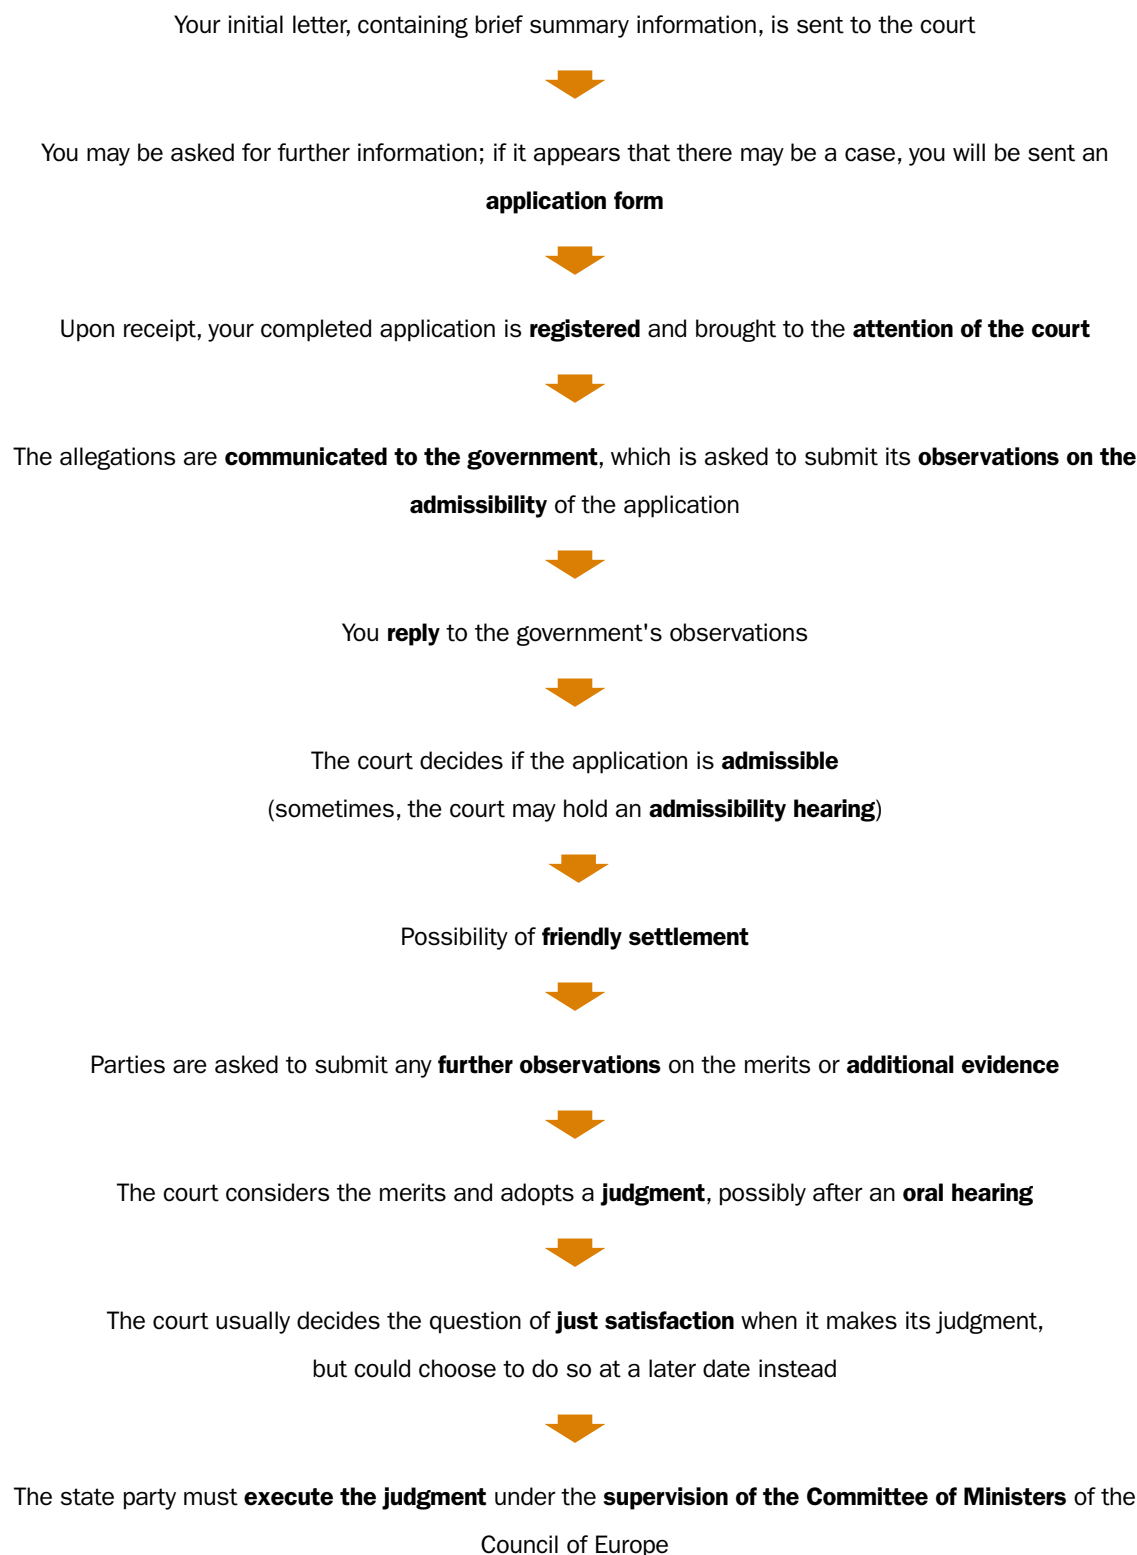 Your initial letter, containing brief summary information, is sent to the court
You may be asked for further information; if it appears that there may be a case, you will be sent an
application form
Upon receipt, your completed application is registered and brought to the attention of the court
The allegations are communicated to the government, which is asked to submit its observations on the
admissibility of the application
You reply to the government's observations
The court decides if the application is admissible
(sometimes, the court may hold an admissibility hearing)
Possibility of friendly settlement
Parties are asked to submit any further observations on the merits or additional evidence
The court considers the merits and adopts a judgment, possibly after an oral hearing
The court usually decides the question of just satisfaction when it makes its judgment,
but could choose to do so at a later date instead
The state party must execute the judgment under the supervision of the Committee of Ministers of the
Council of Europe